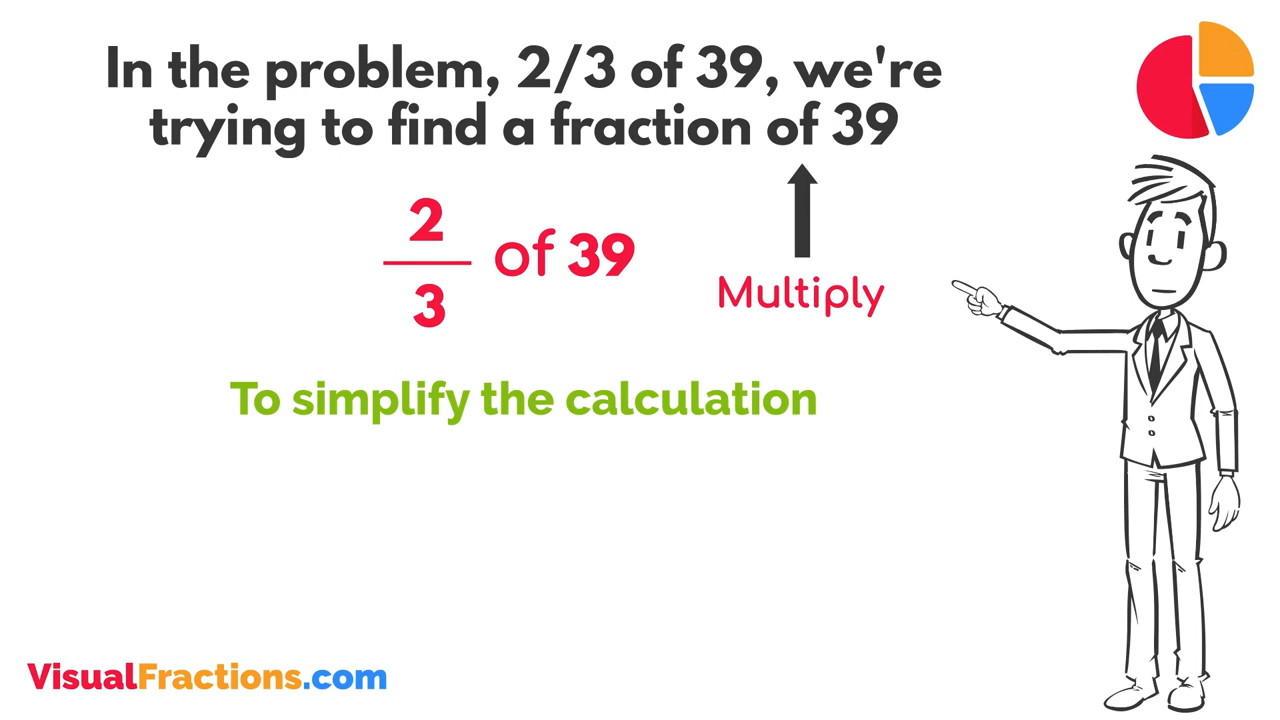 In the problem, 2/3 of 39, we're
trying to find a fraction of 39
2
3
of 39
Multiply
To simplify the calculation
VisualFractions.com